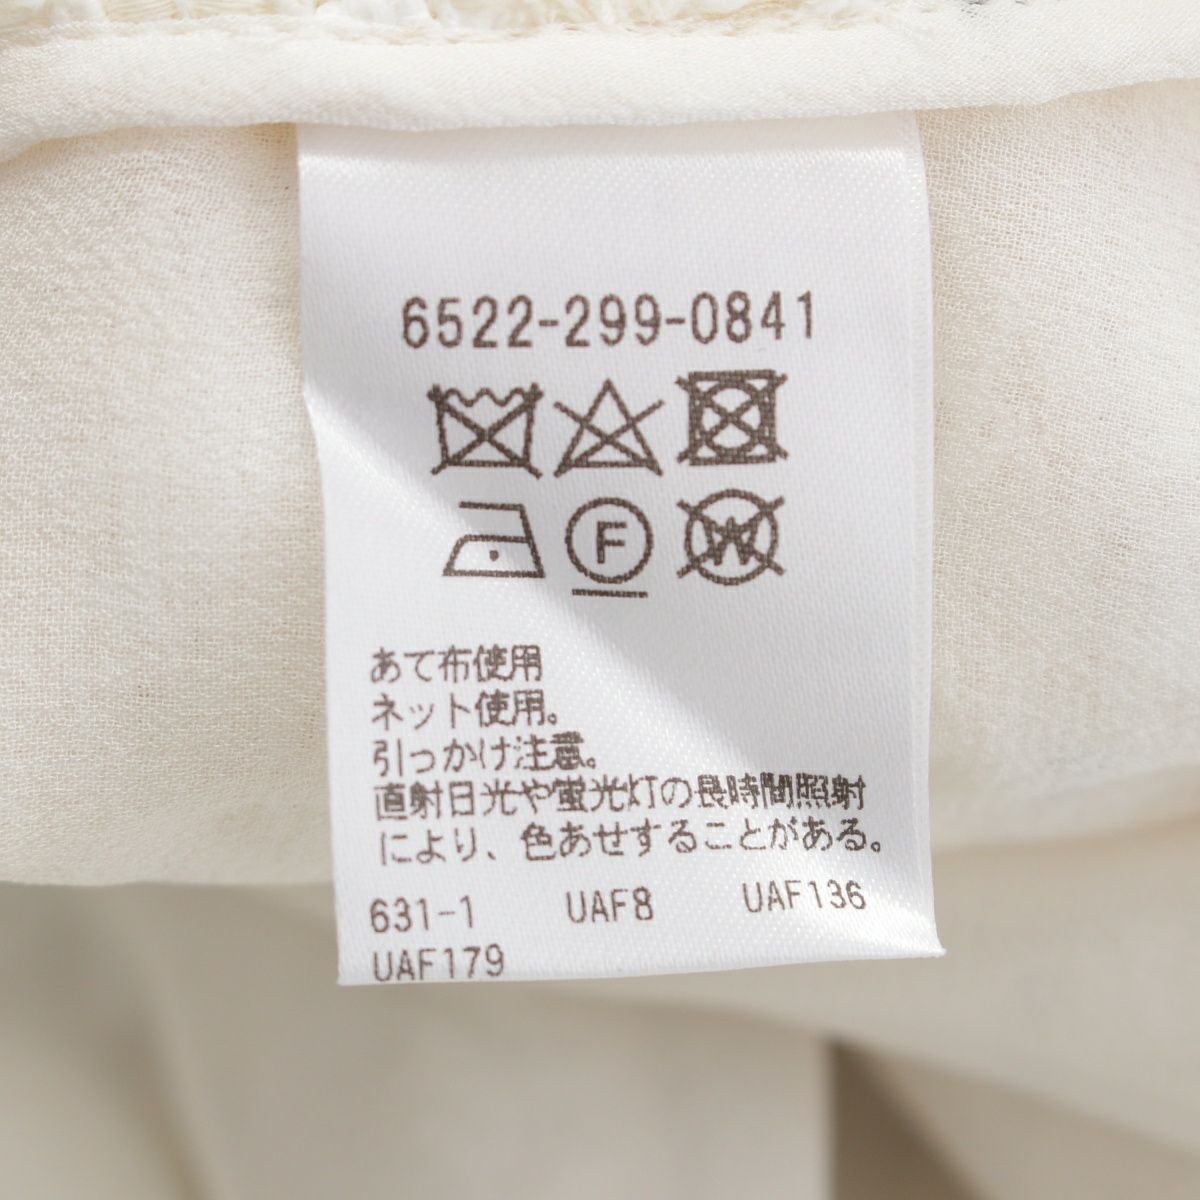 6522-299-0841
F
W
あて布使用
ネット使用。
引っかけ注意。
直射日光や蛍光灯の長時間照射
により、色あせすることがある。
631-1 UAF8 UAF136
UAF179